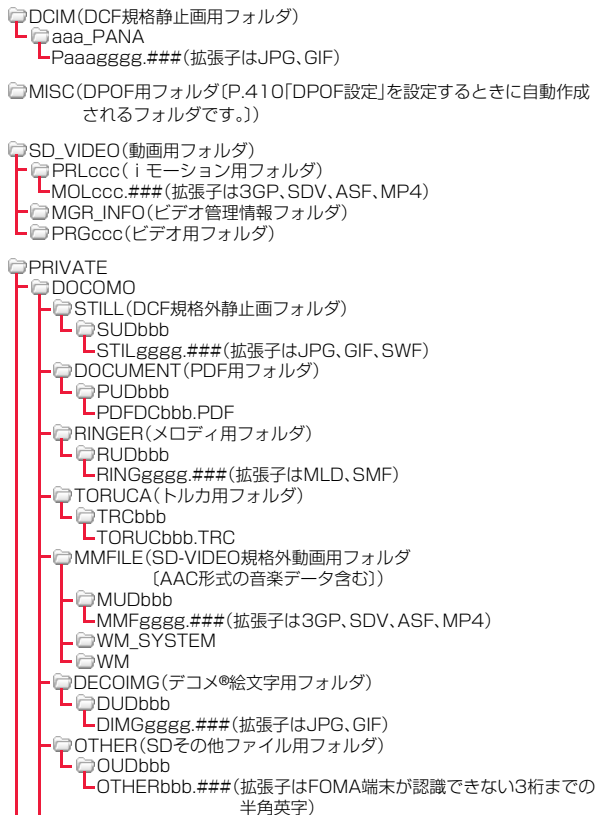 DCIM(DCF規格静止画用フォルダ)
aaa_PANA
Paaagggg.###(拡張子はJPG、GIF)
MISC(DPOF用フォルダ〔P.410「DPOF設定」を設定するときに自動作成
されるフォルダです。〕)
SD_VIDEO(動画用フォルダ)
PRLccc(iモーション用フォルダ)
MOLccc.###(拡張子は3GP、SDV、ASF、MP4)
MGR_INFO(ビデオ管理情報フォルダ)
PRGccc(ビデオ用フォルダ)
PRIVATE
DOCOMO
STILL(DCF規格外静止画フォルダ)
SUDbbb
STILgggg.###(拡張子はJPG、GIF、SWF)
DOCUMENT(PDF用フォルダ)
PUDbbb
PDFDCbbb.PDF
RINGER(メロディ用フォルダ)
RUDbbb
RINGgggg.###(拡張子はMLD、SMF)
TORUCA(トルカ用フォルダ)
TRCbbb
TORUCbbb.TRC
MMFILE(SD-VIDEO規格外動画用フォルダ
〔AAC形式の音楽データ含む〕)
MUDbbb
MMFgggg.###(拡張子は3GP、SDV、ASF、MP4)
WM_SYSTEM
WM
DECOIMG(デコメ®絵文字用フォルダ)
DUDbbb
DIMGgggg.###(拡張子はJPG、GIF)
OTHER(SDその他ファイル用フォルダ)
OUDbbb
OTHERbbb.###(拡張子はFOMA端末が認識できない3桁までの
半角英字)